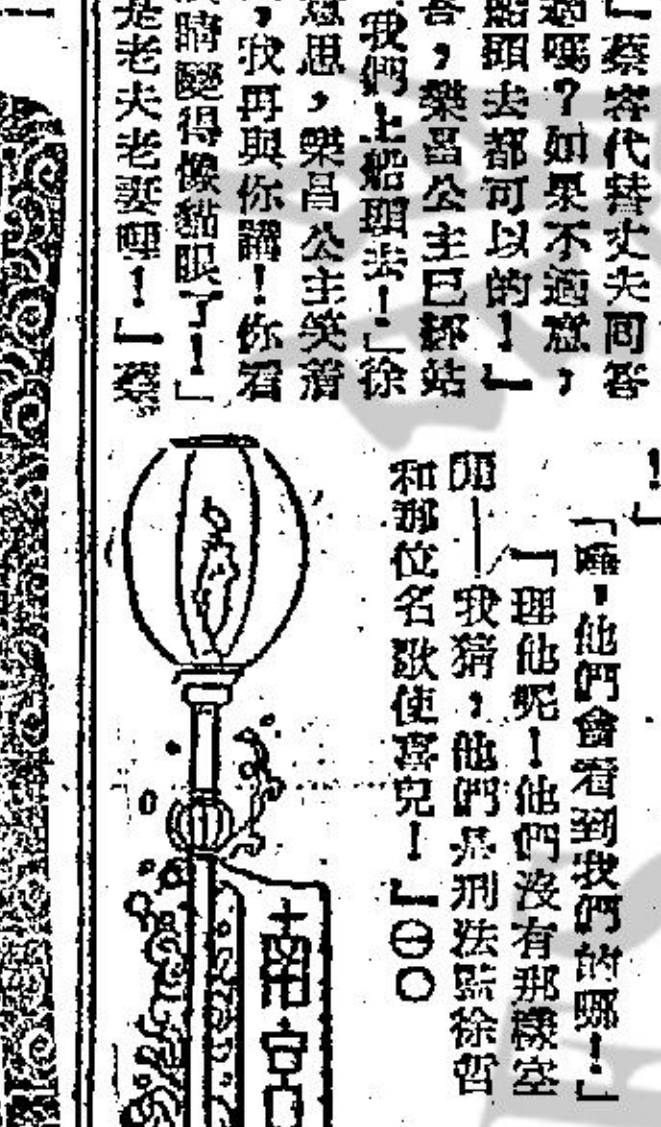 」蔡容代替丈夫回答
適嗎?如果不適意,
船頭去都可以的!」
答,樂昌公主已經站
我們上船頭去!」徐
意思,樂昌公主笑着
,我再與你講!你看
睛變得像貓眼了!」
是老夫老妻哩!」蔡
!」
「,他們會看到我們的哪!」
「理他呢!他們沒有那樣空
閒——我猜,他們是刑法監徐哲
和那位名歌使喜兒!」⊖○
南宮